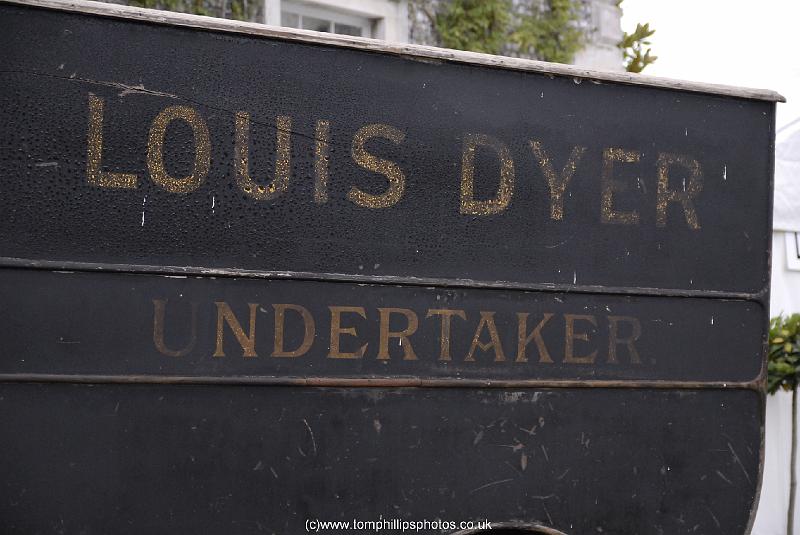 LOUIS DYER
UNDERTAKER.
(c)www.tomphillipsphotos.co.uk